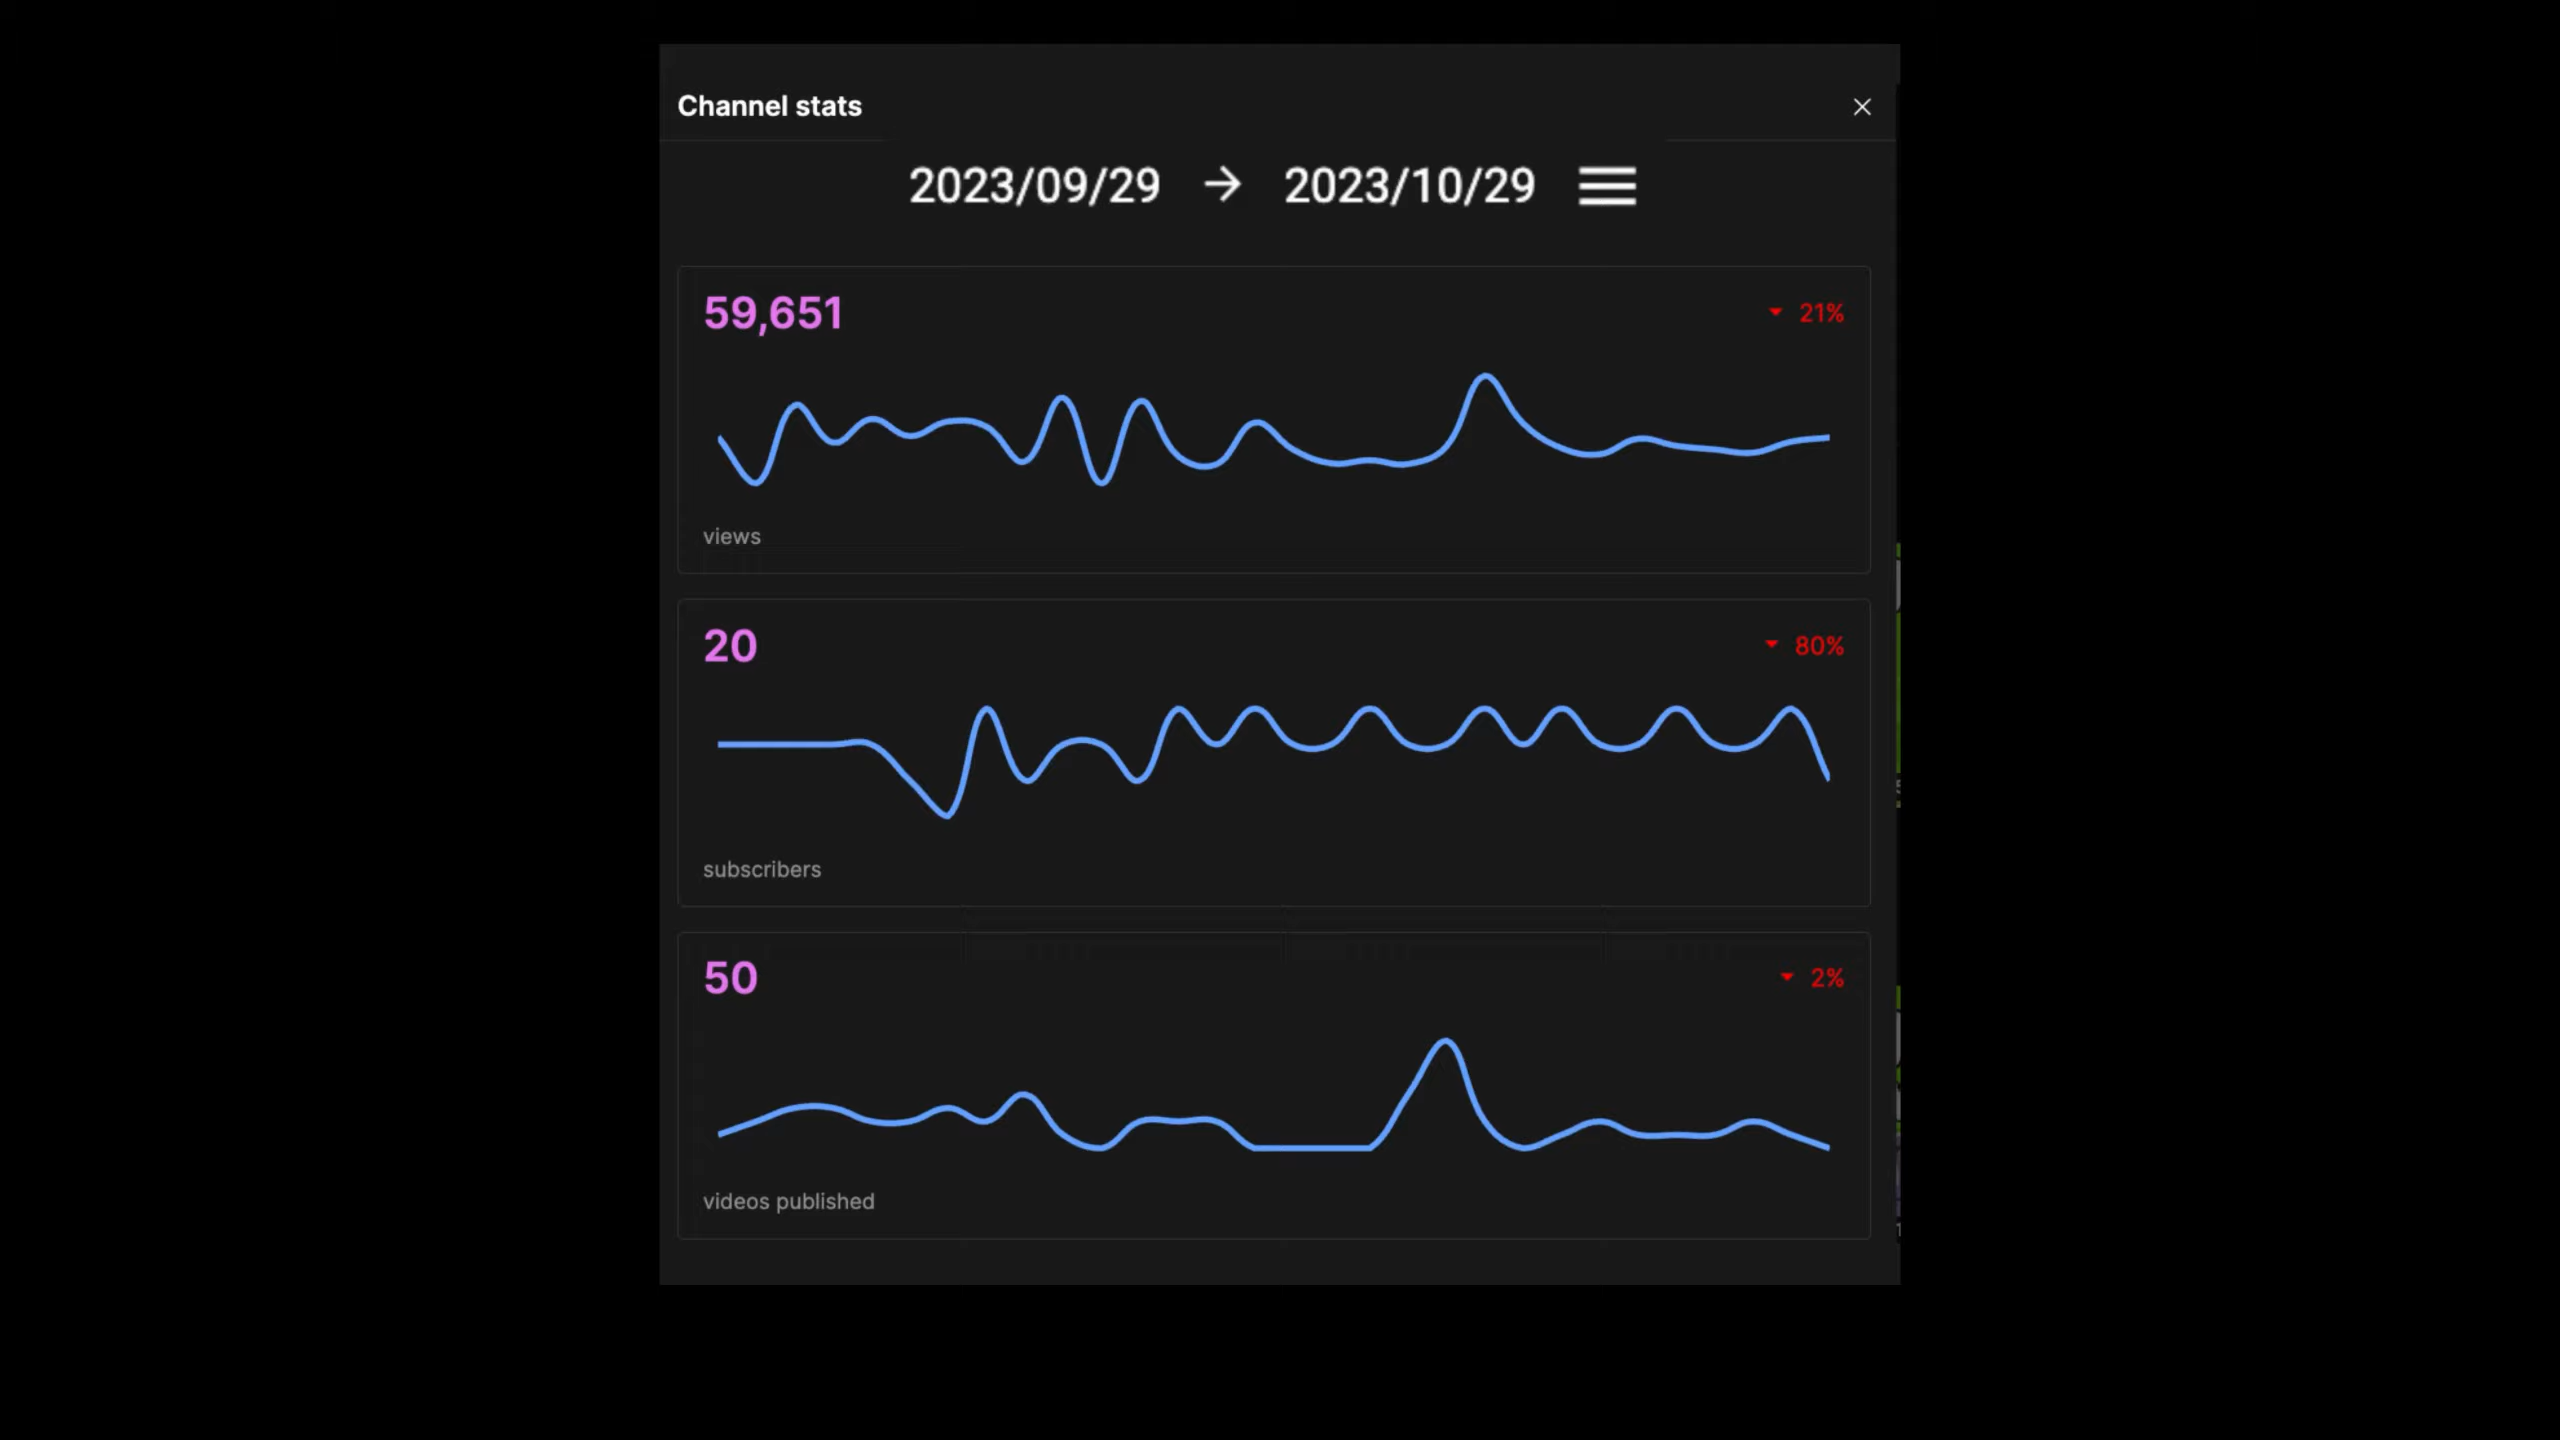 Channel stats
2023/09/29 → 2023/10/29
59,651
21%
views
20
80%
subscribers
50
2%
videos published